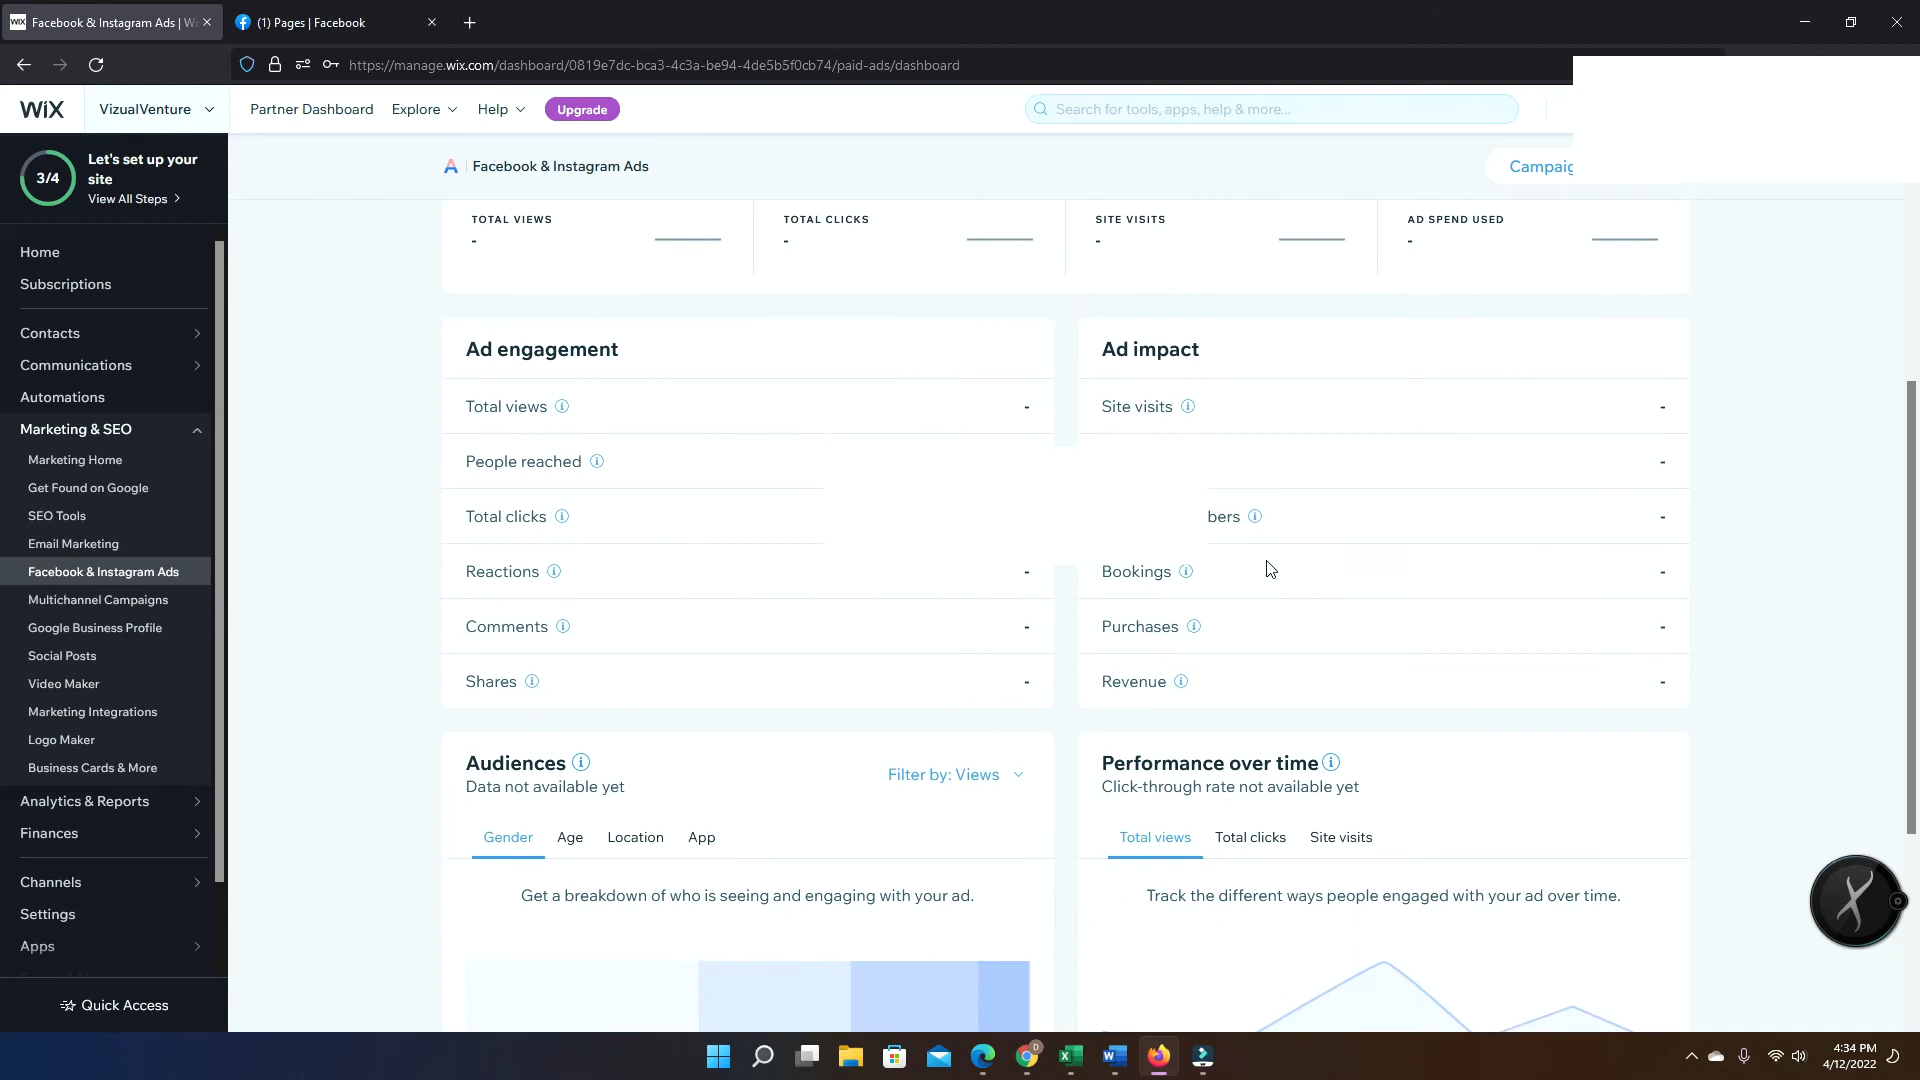 Facebook & Instagram Ads | Wi
(1) Pages | Facebook
https://manage.wix.com/dashboard/0819e7dc-bca3-4c3a-be94-4de5b5f0cb74/paid-ads/dashboard
WiX
VizualVenture
Partner Dashboard
Explore
Help
Upgrade
Search for tools, apps, help & more...
3/4
Let's set up your
site
View All Steps
Home
Subscriptions
Contacts
Communications
Automations
Marketing & SEO
Marketing Home
Get Found on Google
SEO Tools
Email Marketing
Facebook & Instagram Ads
Multichannel Campaigns
Google Business Profile
Social Posts
Video Maker
Marketing Integrations
Logo Maker
Business Cards & More
Analytics & Reports
Finances
Channels
Settings
Apps
Quick Access
Facebook & Instagram Ads
Campaig
TOTAL VIEWS
-
TOTAL CLICKS
-
SITE VISITS
-
AD SPEND USED
-
Ad engagement
Total views -
People reached
Total clicks
Reactions -
Comments -
Shares -
Ad impact
Site visits -
-
bers -
Bookings -
Purchases -
Revenue -
Audiences
Data not available yet
Filter by: Views
Gender Age Location App
Get a breakdown of who is seeing and engaging with your ad.
Performance over time
Click-through rate not available yet
Total views Total clicks Site visits
Track the different ways people engaged with your ad over time.
4:34 PM
4/12/2022